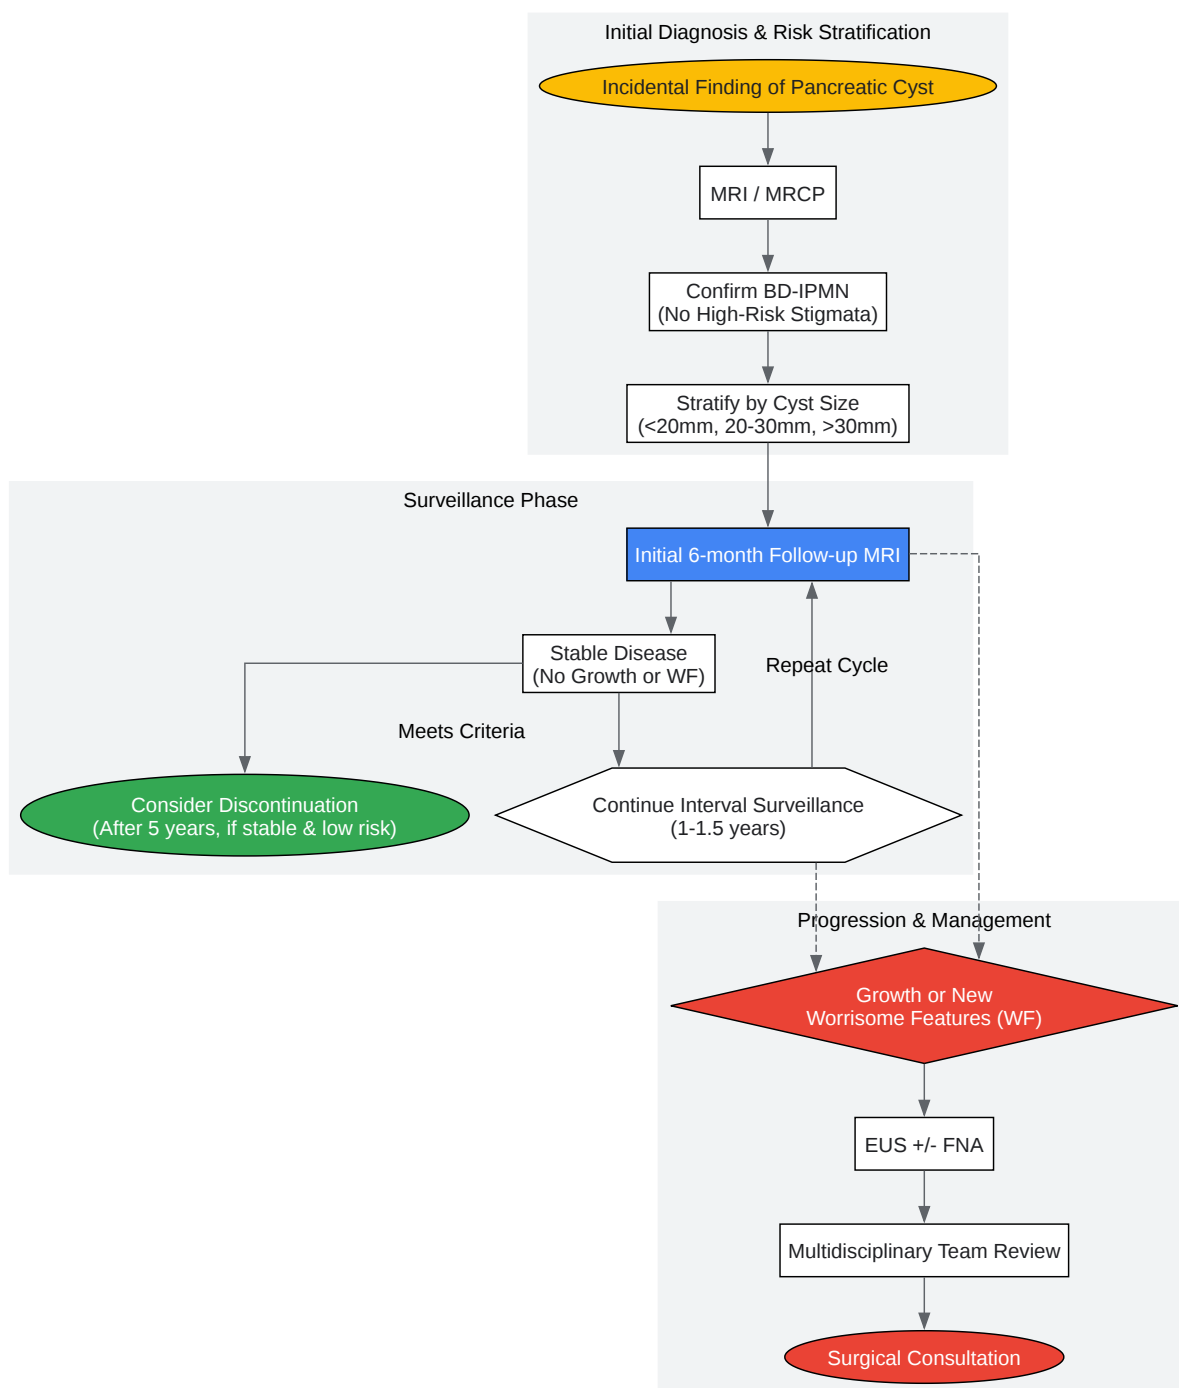 Initial Diagnosis & Risk Stratification
Incidental Finding of Pancreatic Cyst
MRI / MRCP
Confirm BD-IPMN
(No High-Risk Stigmata)
Stratify by Cyst Size
(<20mm, 20-30mm, >30mm)
Surveillance Phase
Initial 6-month Follow-up MRI
Stable Disease
(No Growth or WF)
Repeat Cycle
Meets Criteria
Consider Discontinuation
(After 5 years, if stable & low risk)
Continue Interval Surveillance
(1-1.5 years)
Progression & Management
Growth or New
Worrisome Features (WF)
EUS +/- FNA
Multidisciplinary Team Review
Surgical Consultation